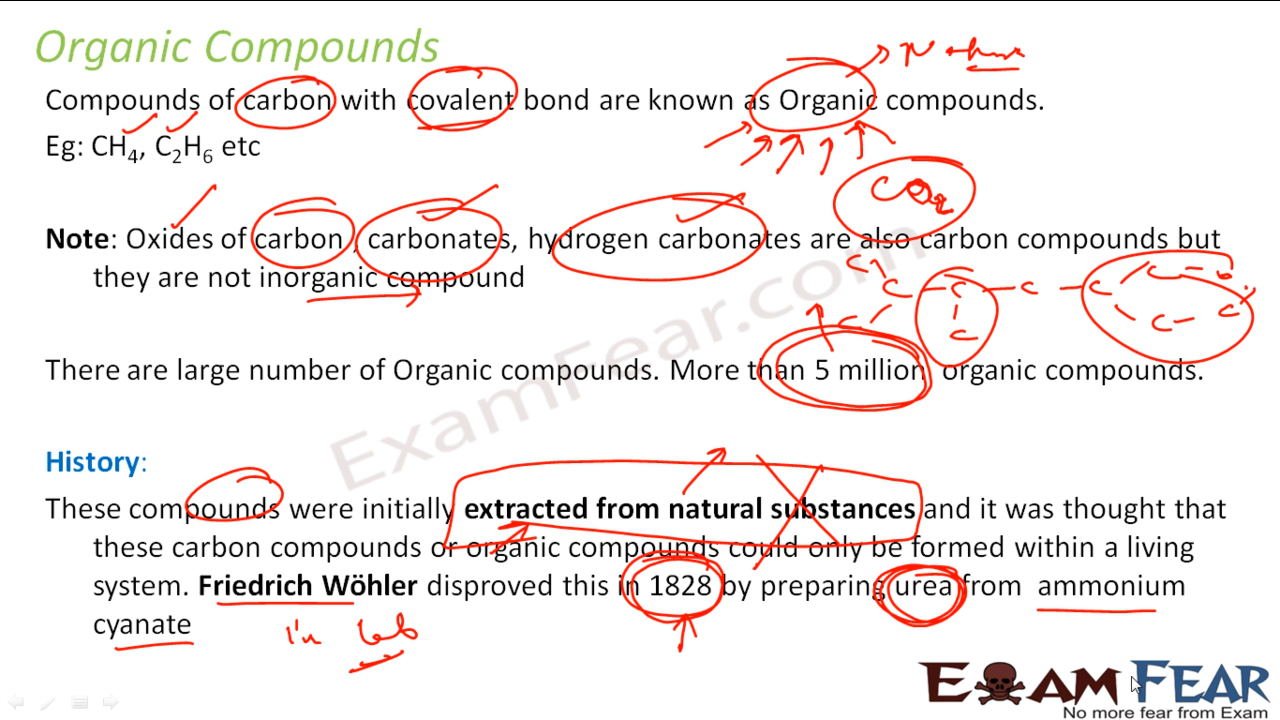 Organic Compounds
Nature
Compounds of carbon with covalent bond are known as Organic compounds.
Eg: CH₄, C₂H₆ etc
CO₂
Note: Oxides of carbon, carbonates, hydrogen carbonates are also carbon compounds but
they are not inorganic compound
C
C – C – C – C C = C
C C C – C
There are large number of Organic compounds. More than 5 million organic compounds.
History:
These compounds were initially extracted from natural substances and it was thought that
these carbon compounds or organic compounds could only be formed within a living
system. Friedrich Wöhler disproved this in 1828 by preparing urea from ammonium
cyanate
in lab
ExamFear.com
EXAMFEAR
No more fear from Exam